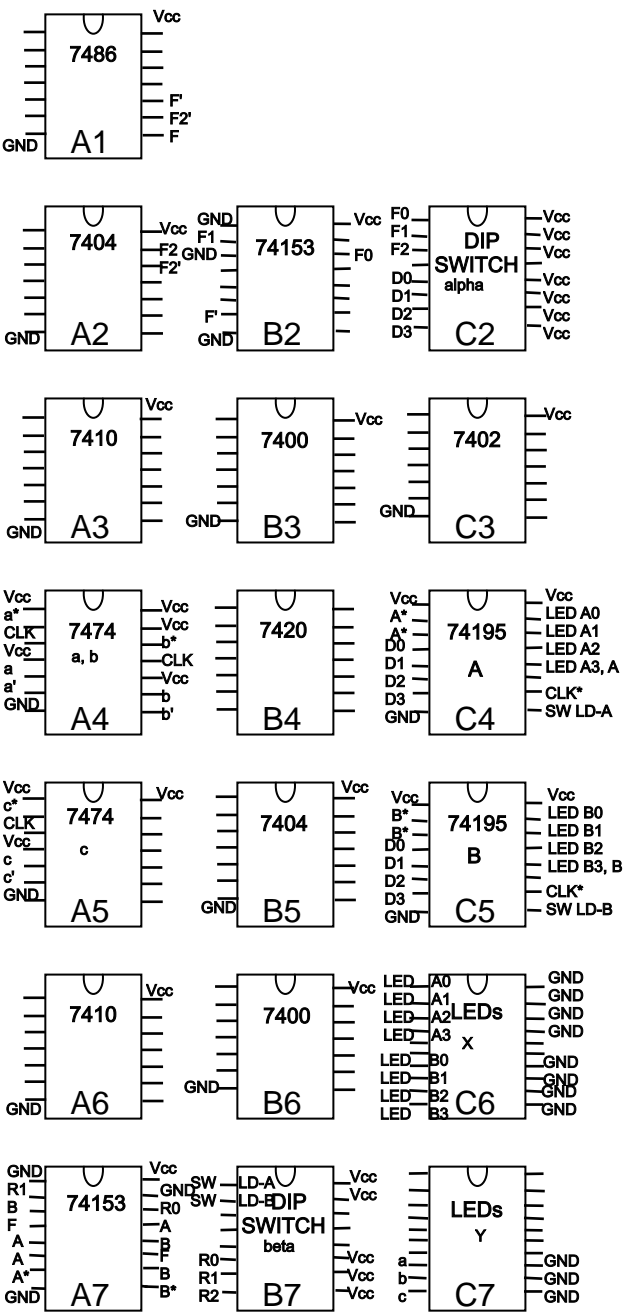 Vcc
7486
F'
F2'
F
GND
A1
Vcc
7404
F2
F2'
GND
A2
GND
F1
GND
74153
Vcc
F0
F'
GND
B2
F0
F1
F2
D0
D1
D2
D3
DIP
SWITCH
alpha
Vcc
Vcc
Vcc
Vcc
Vcc
Vcc
Vcc
C2
Vcc
7410
GND
A3
Vcc
7400
GND
B3
Vcc
7402
GND
C3
Vcc
a*
CLK
Vcc
a
a'
GND
7474
a, b
Vcc
Vcc
b*
CLK
Vcc
b
b'
A4
7420
B4
Vcc
A*
A*
D0
D1
D2
D3
GND
74195
A
Vcc
LED A0
LED A1
LED A2
LED A3, A
CLK*
SW LD-A
C4
Vcc
c*
CLK
Vcc
c
c'
GND
7474
c
Vcc
A5
Vcc
7404
GND
B5
Vcc
B*
B*
D0
D1
D2
D3
GND
74195
B
Vcc
LED B0
LED B1
LED B2
LED B3, B
CLK*
SW LD-B
C5
Vcc
7410
GND
A6
Vcc
7400
GND
B6
LED A0
LED A1
LED A2
LED A3
LED B0
LED B1
LED B2
LED B3
LEDs
X
GND
GND
GND
GND
GND
GND
GND
GND
C6
GND
R1
B
F
A
A
A*
GND
74153
Vcc
GND
R0
A
B
F
B
B*
A7
SW LD-A
SW LD-B
DIP
SWITCH
beta
R0
R1
R2
Vcc
Vcc
Vcc
Vcc
Vcc
B7
LEDs
Y
a
b
c
GND
GND
GND
C7